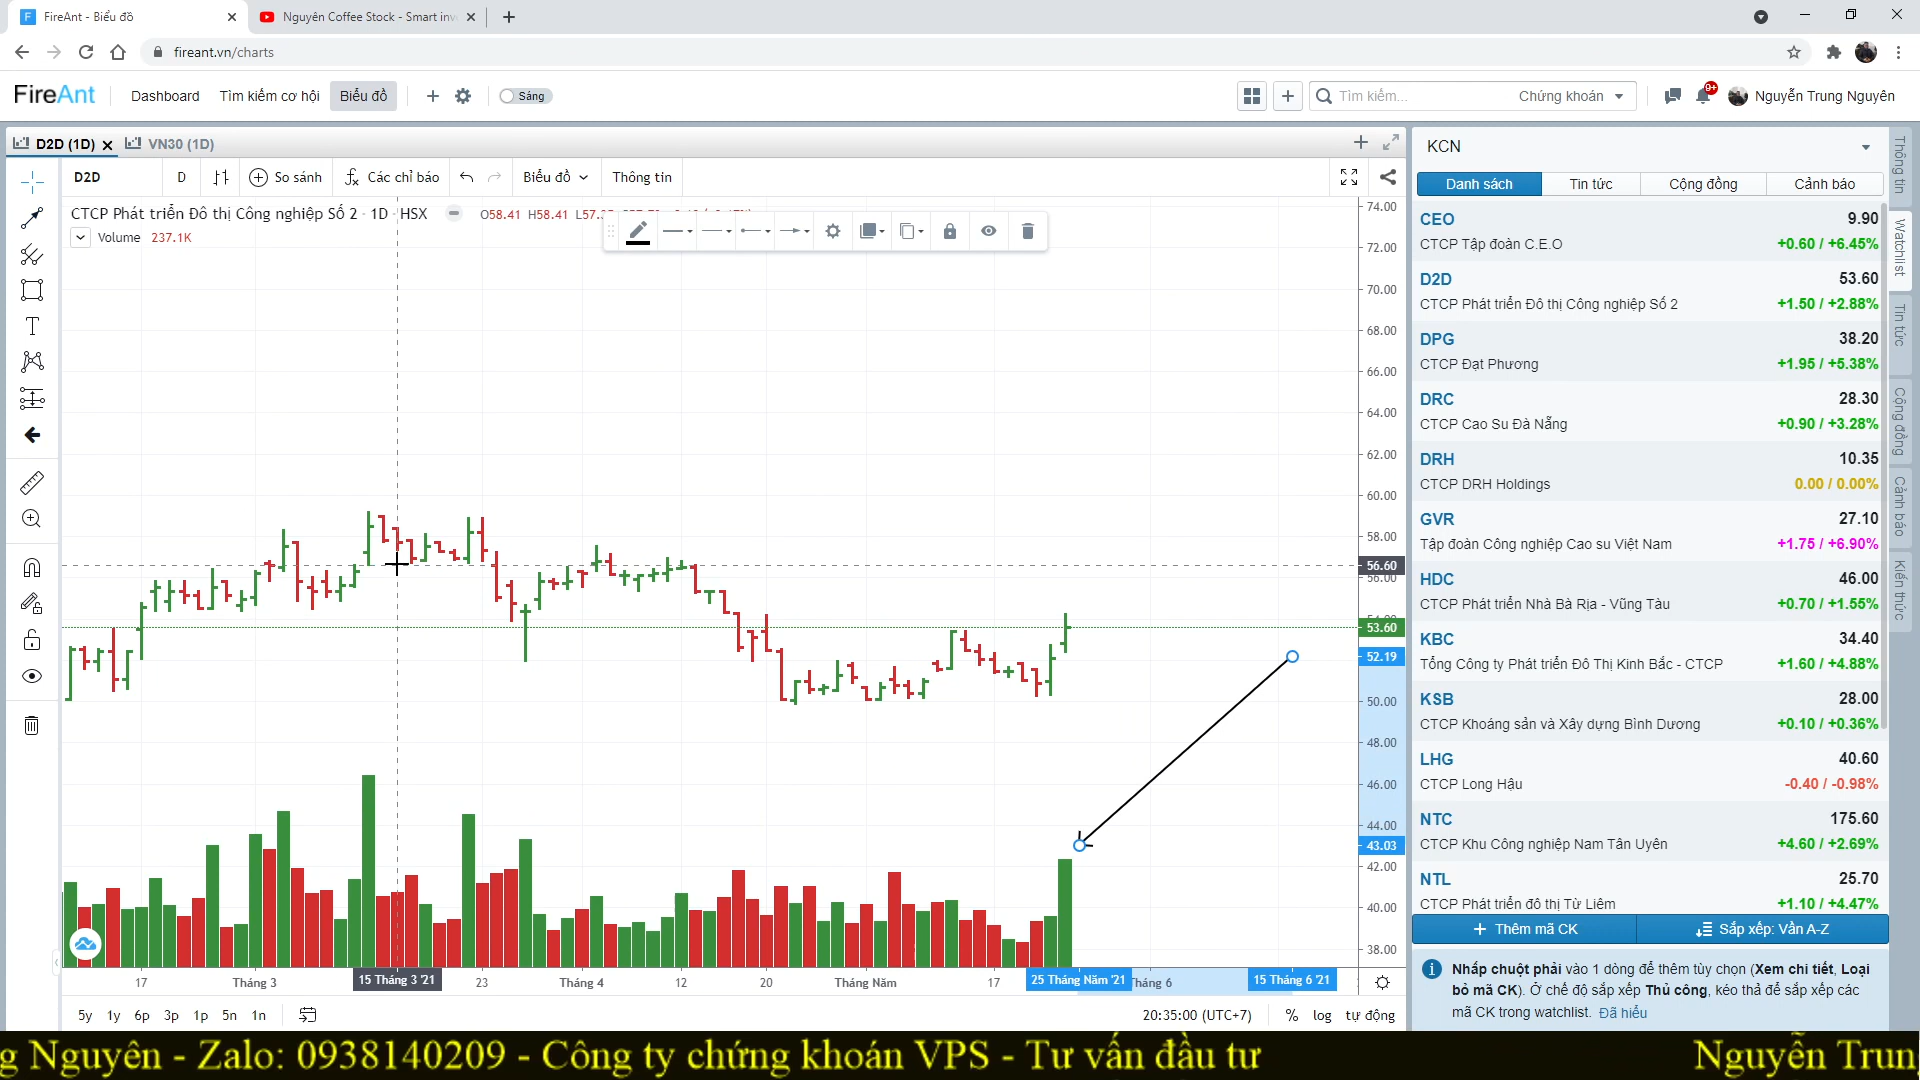 FireAnt - Biểu đồ
Nguyên Coffee Stock - Smart inv
fireant.vn/charts
FireAnt
Dashboard
Tìm kiếm cơ hội
Biểu đồ
Sáng
Tìm kiếm...
Chứng khoán
9+
Nguyễn Trung Nguyên
D2D (1D)
VN30 (1D)
D2D
D
So sánh
Các chỉ báo
Biểu đồ
Thông tin
CTCP Phát triển Đô thị Công nghiệp Số 2 · 1D · HSX
O58.41 H58.41
Volume 237.1K
74.00
72.00
70.00
68.00
66.00
64.00
62.00
60.00
58.00
56.60
56.00
53.60
52.19
50.00
48.00
46.00
44.00
43.03
42.00
40.00
38.00
17
Tháng 3
15 Tháng 3 '21
23
Tháng 4
12
20
Tháng Năm
17
25 Tháng Năm '21
15 Tháng 6 '21
5y 1y 6p 3p 1p 5n 1n
20:35:00 (UTC+7)
% log tự động
KCN
Danh sách
Tin tức
Cộng đồng
Cảnh báo
CEO 9.90
CTCP Tập đoàn C.E.O +0.60 / +6.45%
D2D 53.60
CTCP Phát triển Đô thị Công nghiệp Số 2 +1.50 / +2.88%
DPG 38.20
CTCP Đạt Phương +1.95 / +5.38%
DRC 28.30
CTCP Cao Su Đà Nẵng +0.90 / +3.28%
DRH 10.35
CTCP DRH Holdings 0.00 / 0.00%
GVR 27.10
Tập đoàn Công nghiệp Cao su Việt Nam +1.75 / +6.90%
HDC 46.00
CTCP Phát triển Nhà Bà Rịa - Vũng Tàu +0.70 / +1.55%
KBC 34.40
Tổng Công ty Phát triển Đô Thị Kinh Bắc - CTCP +1.60 / +4.88%
KSB 28.00
CTCP Khoáng sản và Xây dựng Bình Dương +0.10 / +0.36%
LHG 40.60
CTCP Long Hậu -0.40 / -0.98%
NTC 175.60
CTCP Khu Công nghiệp Nam Tân Uyên +4.60 / +2.69%
NTL 25.70
CTCP Phát triển đô thị Từ Liêm +1.10 / +4.47%
Thêm mã CK
Sắp xếp: Vần A-Z
Nhấp chuột phải vào 1 dòng để thêm tùy chọn (Xem chi tiết, Loại
bỏ mã CK). Ở chế độ sắp xếp Thủ công, kéo thả để sắp xếp các
mã CK trong watchlist. Đã hiểu
Thông tin
Watchlist
Tin tức
Cộng đồng
Cảnh báo
Kiến thức
g Nguyên - Zalo: 0938140209 - Công ty chứng khoán VPS - Tư vấn đầu tư
Nguyễn Trun